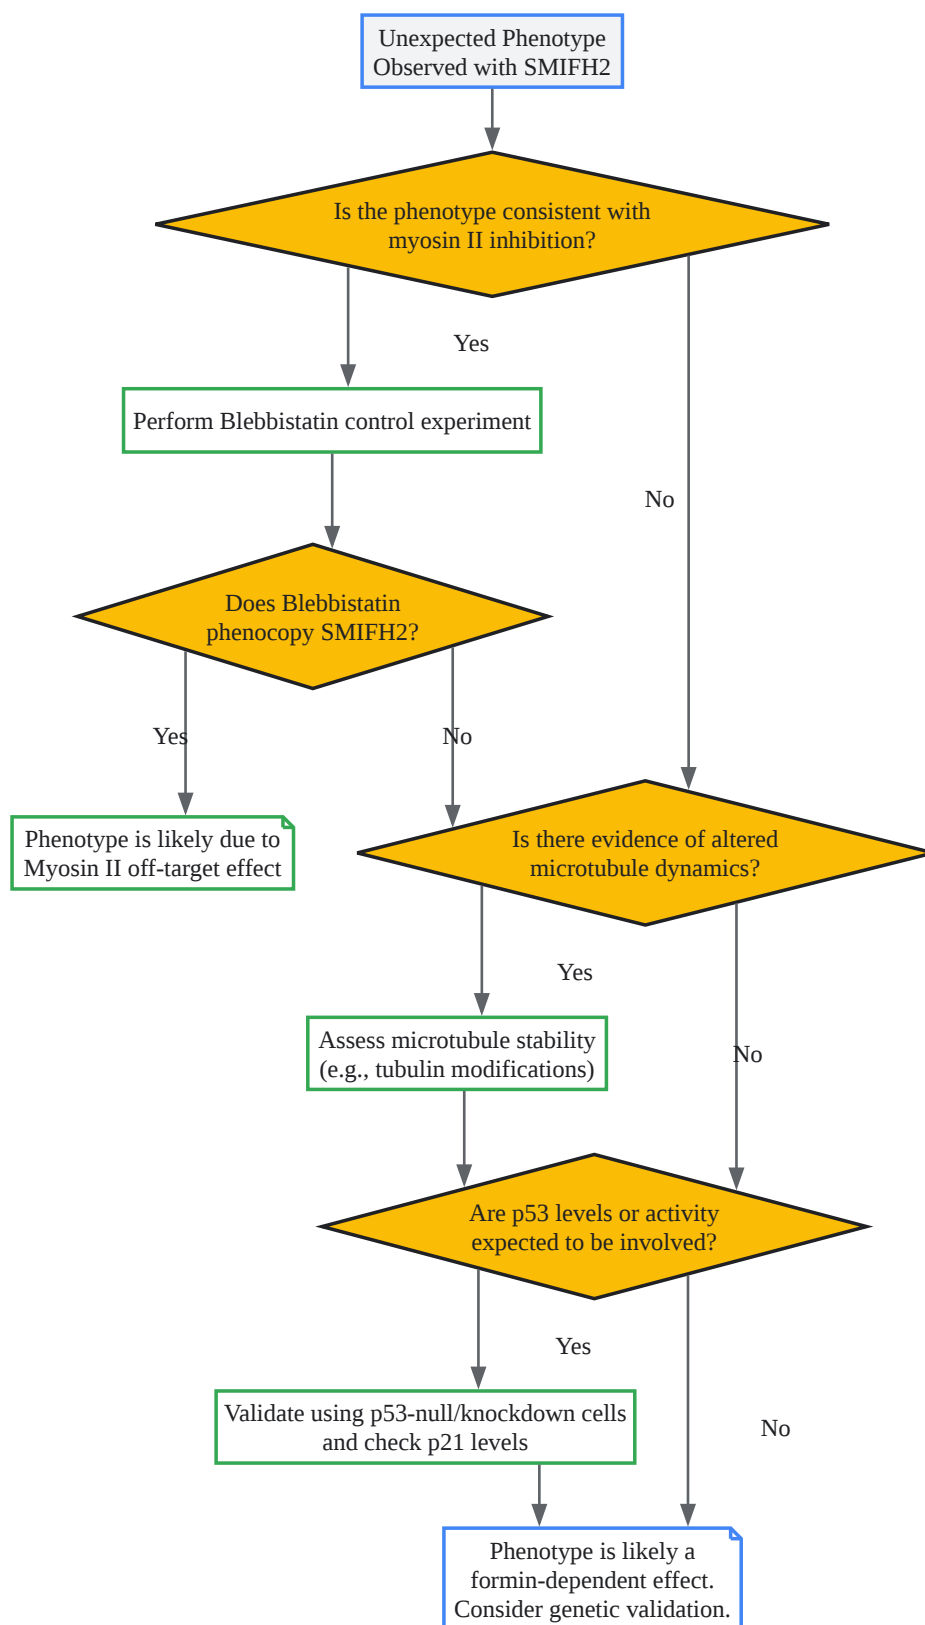 Unexpected Phenotype
Observed with SMIFH2
Is the phenotype consistent with
myosin II inhibition?
Yes
Perform Blebbistatin control experiment
No
Does Blebbistatin
phenocopy SMIFH2?
Yes
No
Phenotype is likely due to
Myosin II off-target effect
Is there evidence of altered
microtubule dynamics?
Yes
Assess microtubule stability
(e.g., tubulin modifications)
No
Are p53 levels or activity
expected to be involved?
Yes
Validate using p53-null/knockdown cells
and check p21 levels
No
Phenotype is likely a
formin-dependent effect.
Consider genetic validation.